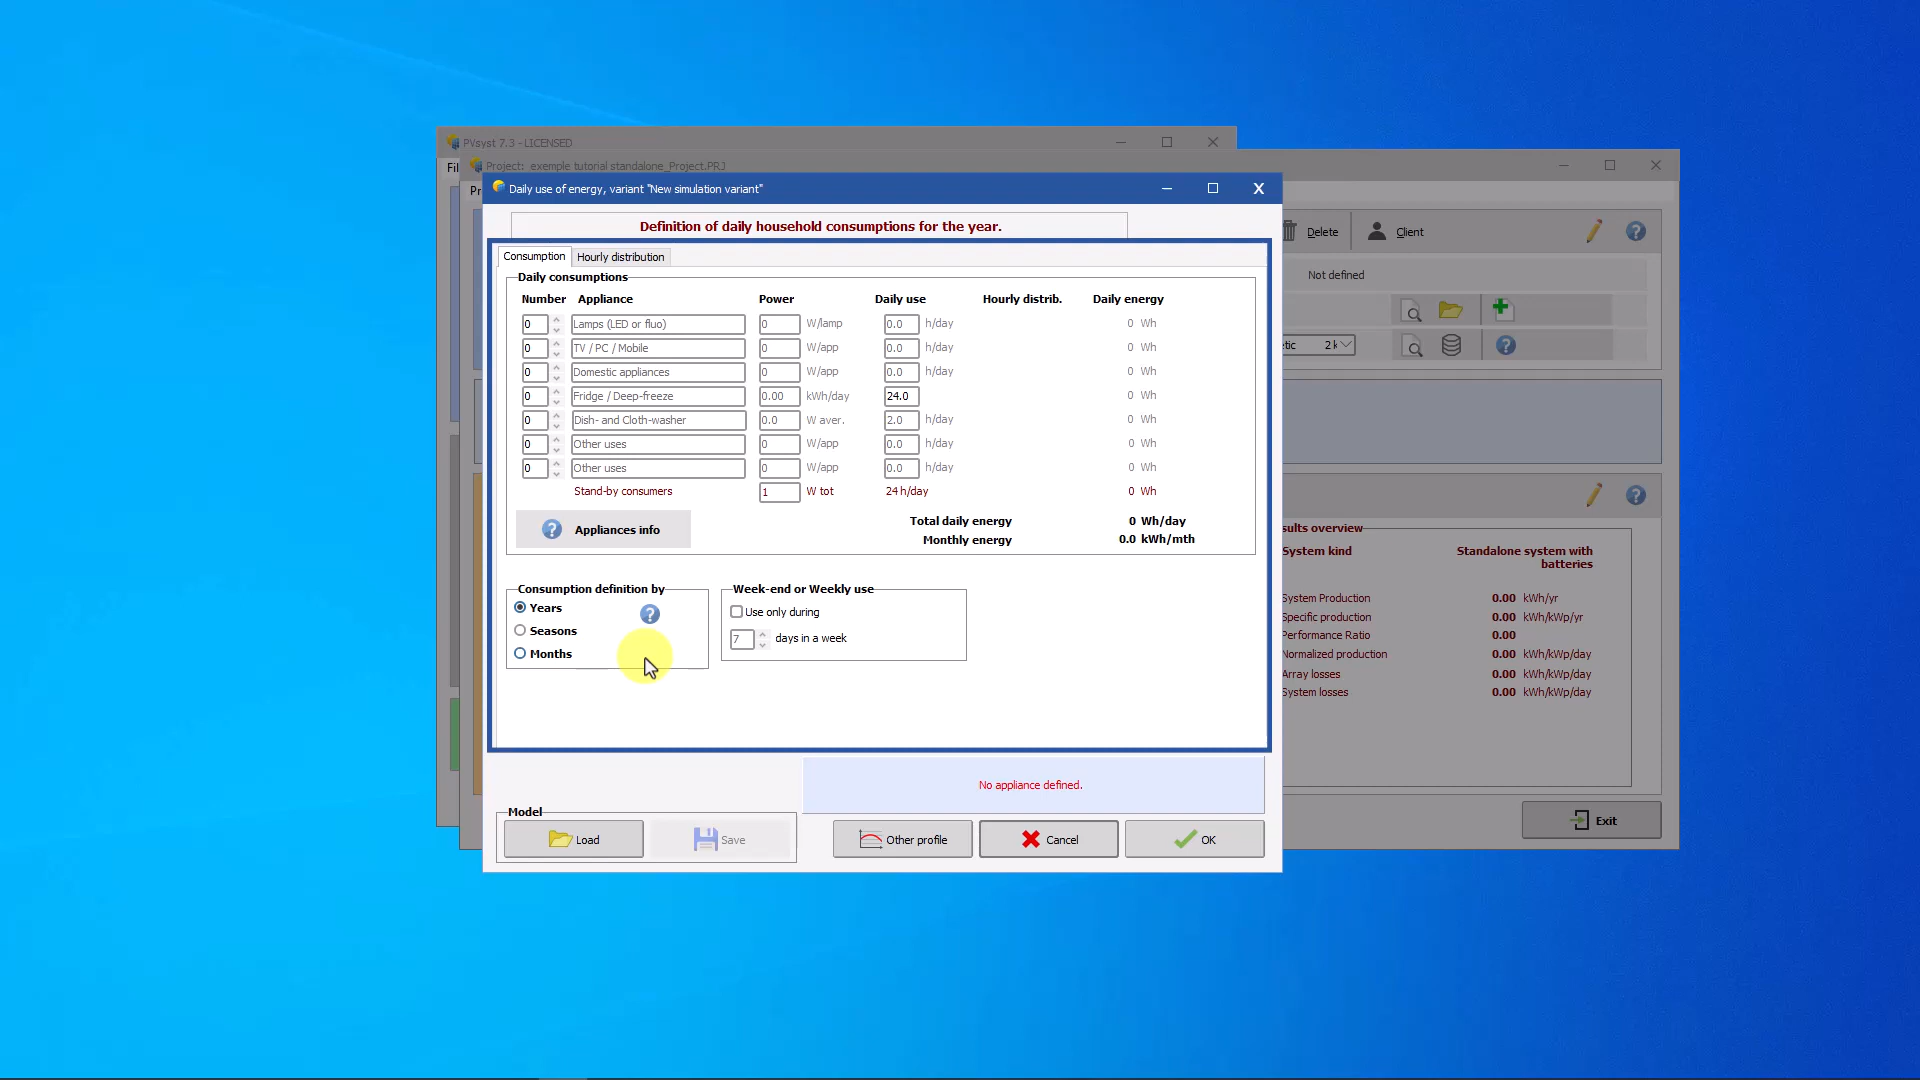 PVsyst 7.3 - LICENSED
Fil
Project: exemple tutorial standalone_Project.PRJ
Pr
Daily use of energy, variant "New simulation variant"
Definition of daily household consumptions for the year.
Delete
Client
Consumption
Hourly distribution
Not defined
Daily consumptions
Number Appliance Power Daily use Hourly distrib. Daily energy
0 Lamps (LED or fluo) 0 W/lamp 0.0 h/day 0 Wh
0 TV / PC / Mobile 0 W/app 0.0 h/day 0 Wh
etic 2 k
0 Domestic appliances 0 W/app 0.0 h/day 0 Wh
0 Fridge / Deep-freeze 0.00 kWh/day 24.0 0 Wh
0 Dish- and Cloth-washer 0.0 W aver. 2.0 h/day 0 Wh
0 Other uses 0 W/app 0.0 h/day 0 Wh
0 Other uses 0 W/app 0.0 h/day 0 Wh
Stand-by consumers 1 W tot 24 h/day 0 Wh
Appliances info
Total daily energy 0 Wh/day
Monthly energy 0.0 kWh/mth
sults overview
System kind Standalone system with
batteries
System Production 0.00 kWh/yr
Specific production 0.00 kWh/kWp/yr
Performance Ratio 0.00
Normalized production 0.00 kWh/kWp/day
Array losses 0.00 kWh/kWp/day
System losses 0.00 kWh/kWp/day
Consumption definition by
Years
Seasons
Months
Week-end or Weekly use
Use only during
7 days in a week
No appliance defined.
Model
Load
Save
Other profile
Cancel
OK
Exit